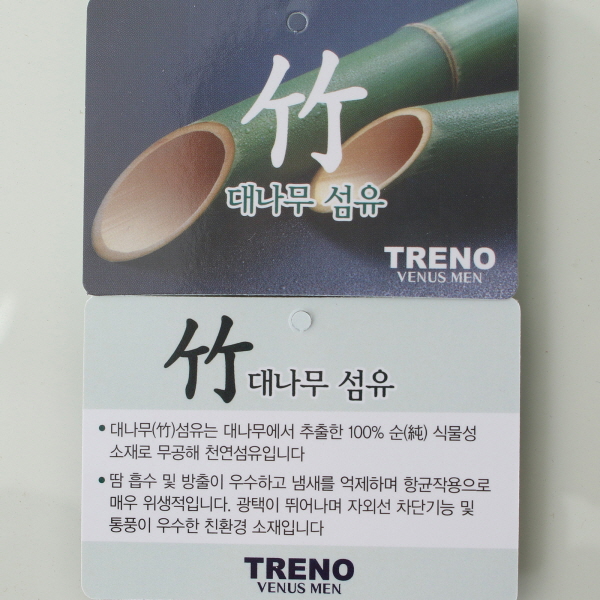 竹
대나무 섬유
TRENO
VENUS MEN
竹 대나무 섬유
• 대나무(竹)섬유는 대나무에서 추출한 100% 순(純) 식물성
소재로 무공해 천연섬유입니다
• 땀 흡수 및 방출이 우수하고 냄새를 억제하며 항균작용으로
매우 위생적입니다. 광택이 뛰어나며 자외선 차단기능 및
통풍이 우수한 친환경 소재입니다
TRENO
VENUS MEN